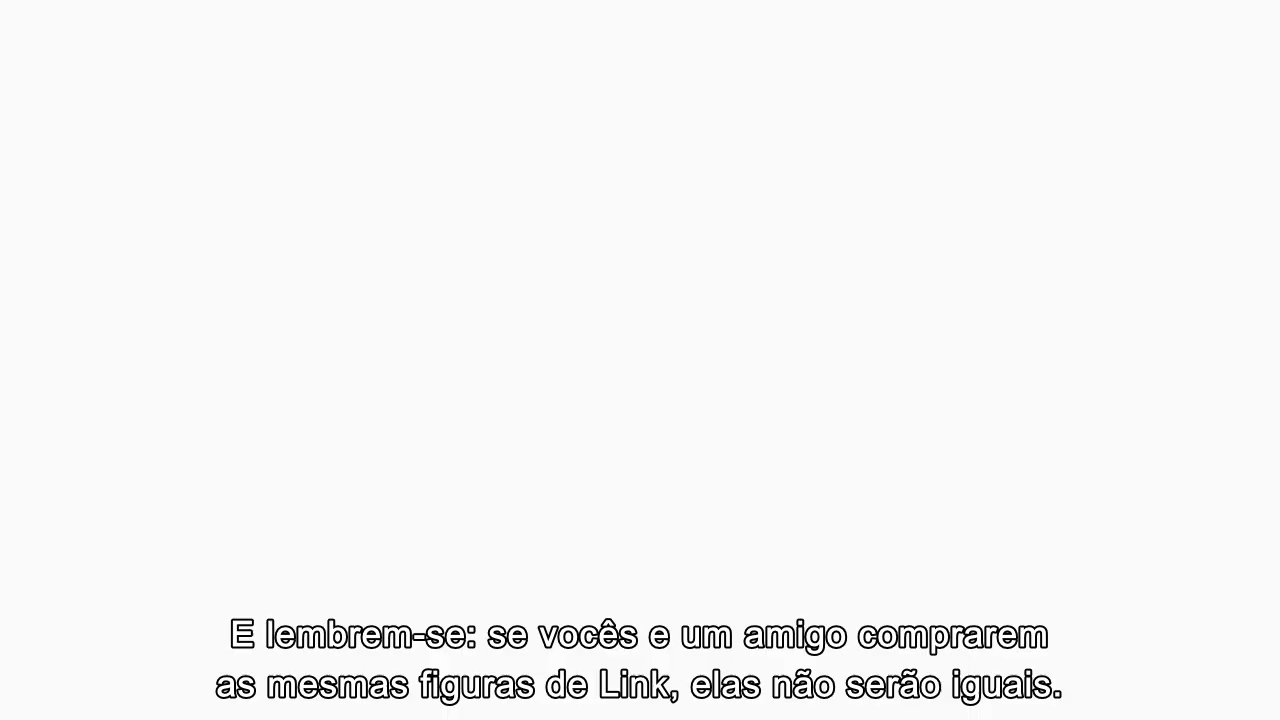 E lembrem-se: se vocês e um amigo comprarem
as mesmas figuras de Link, elas não serão iguais.